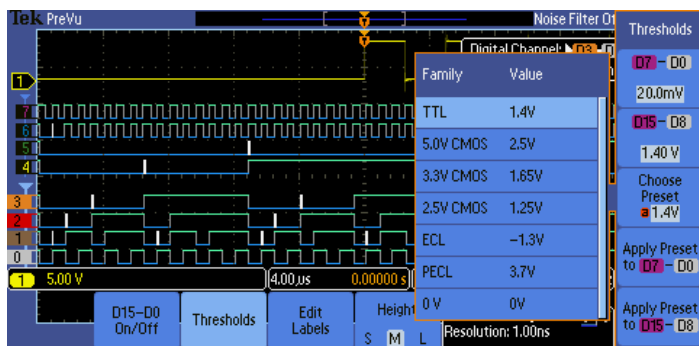 Tek PreVu
Noise Filter Of
Digital Channel: D3
Thresholds
D7 - D0
20.0mV
D15 - D8
1.40 V
Choose
Preset
a 1.4V
Apply Preset
to D7 - D0
Apply Preset
to D15 - D8
Family Value
TTL 1.4V
5.0V CMOS 2.5V
3.3V CMOS 1.65V
2.5V CMOS 1.25V
ECL −1.3V
PECL 3.7V
0 V 0V
1
7
6
5
4
3
2
1
0
1 5.00 V
4.00µs
0.00000 s
D15–D0
On/Off
Thresholds
Edit
Labels
Height
S M L
Resolution: 1.00ns